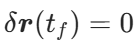 δr(t_f) = 0